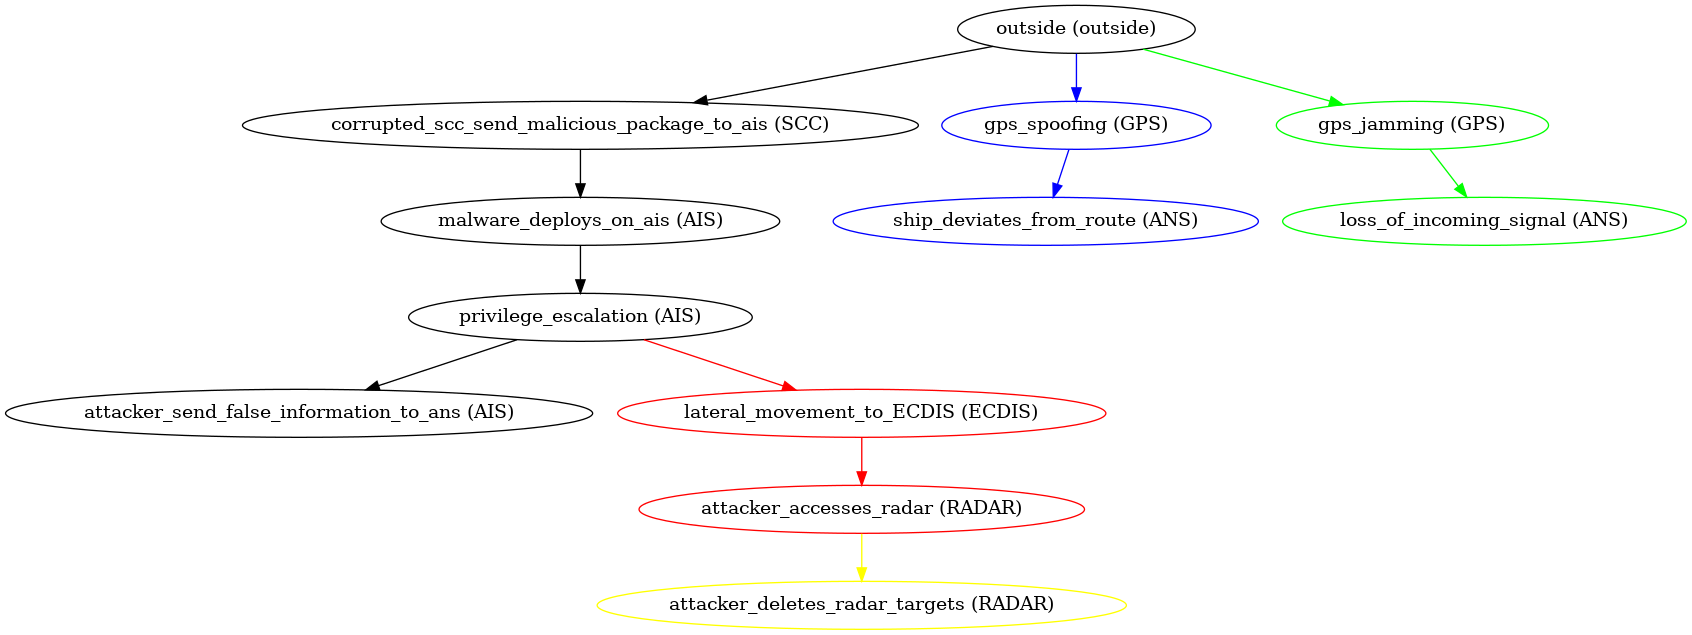 outside (outside)
corrupted_scc_send_malicious_package_to_ais (SCC)
gps_spoofing (GPS)
gps_jamming (GPS)
malware_deploys_on_ais (AIS)
ship_deviates_from_route (ANS)
loss_of_incoming_signal (ANS)
privilege_escalation (AIS)
attacker_send_false_information_to_ans (AIS)
lateral_movement_to_ECDIS (ECDIS)
attacker_accesses_radar (RADAR)
attacker_deletes_radar_targets (RADAR)